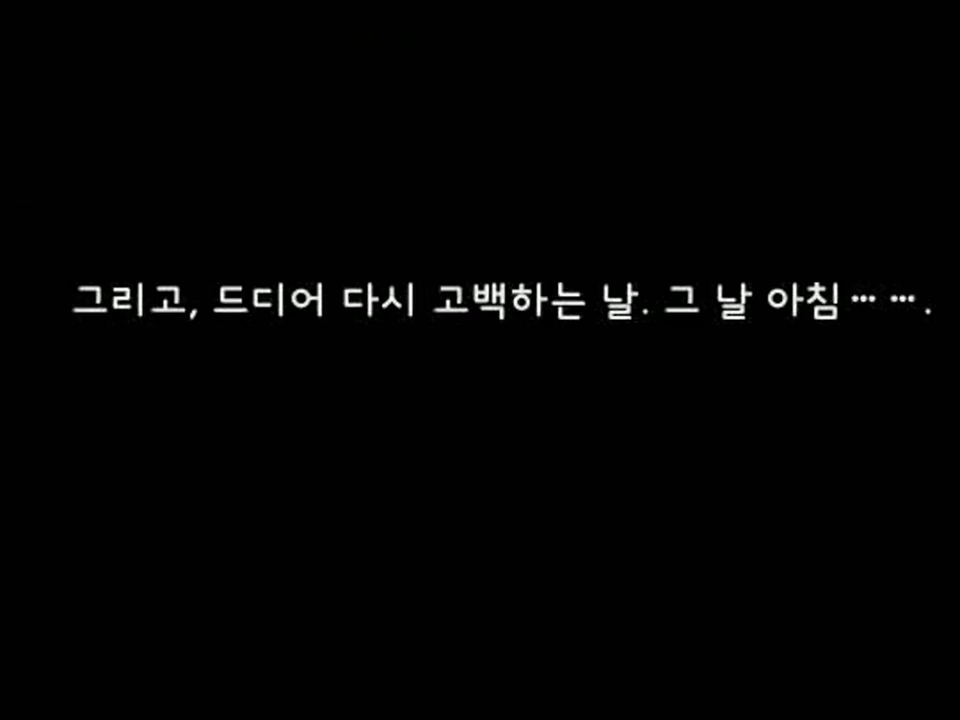 그리고, 드디어 다시 고백하는 날. 그 날 아침… ….